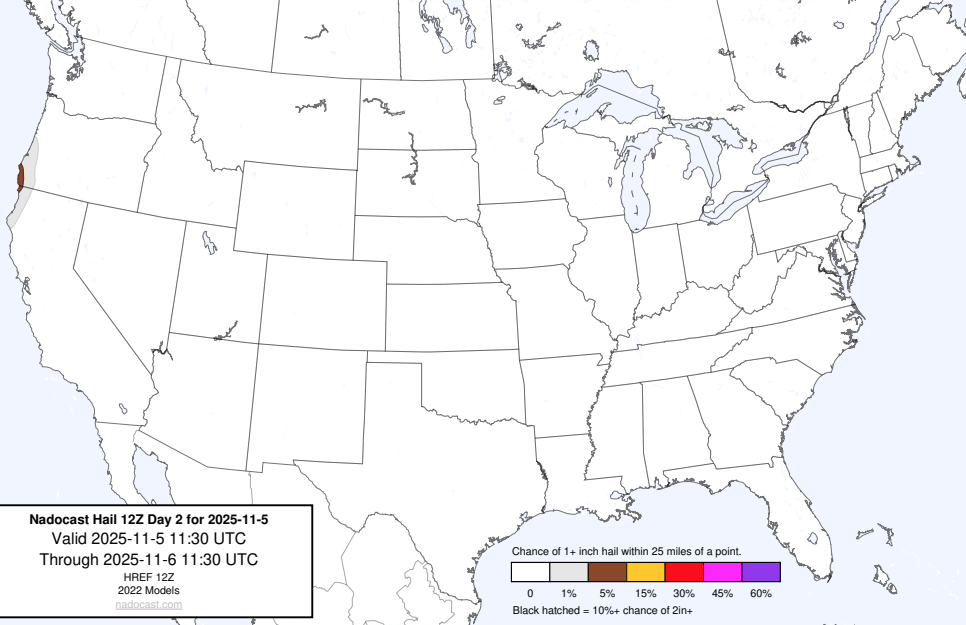 Nadocast Hail 12Z Day 2 for 2025-11-5
Valid 2025-11-5 11:30 UTC
Through 2025-11-6 11:30 UTC
HREF 12Z
2022 Models
nadocast.com
Chance of 1+ inch hail within 25 miles of a point.
0 1% 5% 15% 30% 45% 60%
Black hatched = 10%+ chance of 2in+